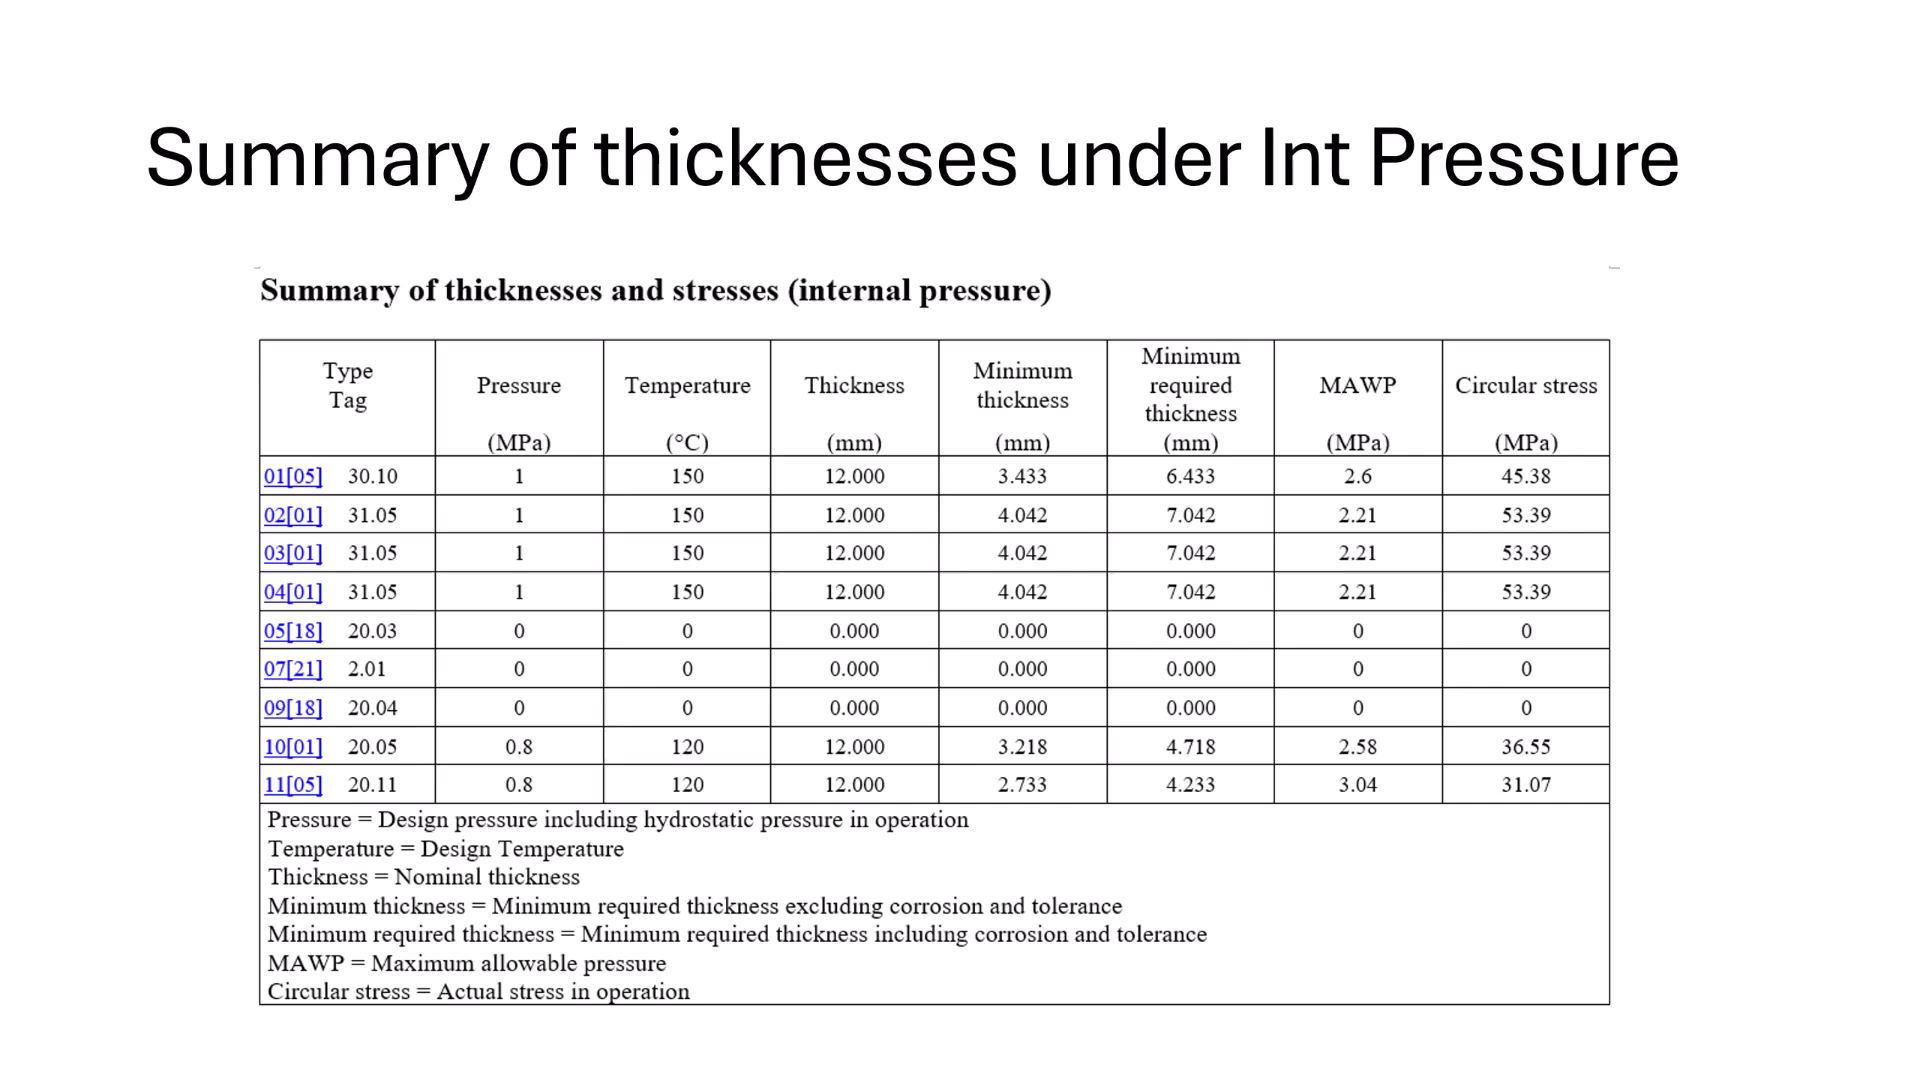 Summary of thicknesses under Int Pressure
Summary of thicknesses and stresses (internal pressure)
Type Tag | Pressure (MPa) | Temperature (°C) | Thickness (mm) | Minimum thickness (mm) | Minimum required thickness (mm) | MAWP (MPa) | Circular stress (MPa)
01[05] 30.10 | 1 | 150 | 12.000 | 3.433 | 6.433 | 2.6 | 45.38
02[01] 31.05 | 1 | 150 | 12.000 | 4.042 | 7.042 | 2.21 | 53.39
03[01] 31.05 | 1 | 150 | 12.000 | 4.042 | 7.042 | 2.21 | 53.39
04[01] 31.05 | 1 | 150 | 12.000 | 4.042 | 7.042 | 2.21 | 53.39
05[18] 20.03 | 0 | 0 | 0.000 | 0.000 | 0.000 | 0 | 0
07[21] 2.01 | 0 | 0 | 0.000 | 0.000 | 0.000 | 0 | 0
09[18] 20.04 | 0 | 0 | 0.000 | 0.000 | 0.000 | 0 | 0
10[01] 20.05 | 0.8 | 120 | 12.000 | 3.218 | 4.718 | 2.58 | 36.55
11[05] 20.11 | 0.8 | 120 | 12.000 | 2.733 | 4.233 | 3.04 | 31.07
Pressure = Design pressure including hydrostatic pressure in operation
Temperature = Design Temperature
Thickness = Nominal thickness
Minimum thickness = Minimum required thickness excluding corrosion and tolerance
Minimum required thickness = Minimum required thickness including corrosion and tolerance
MAWP = Maximum allowable pressure
Circular stress = Actual stress in operation